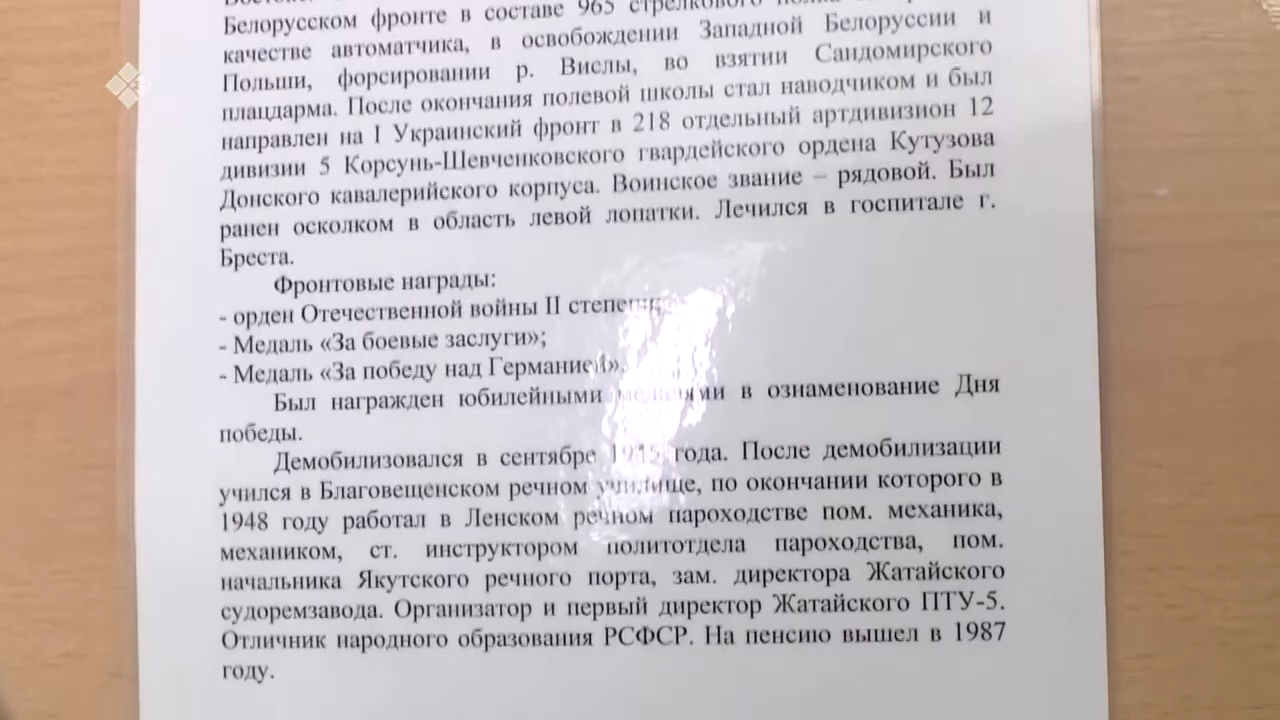 Белорусском фронте в составе 965 стрелкового полка
качестве автоматчика, в освобождении Западной Белоруссии и
Польши, форсировании р. Вислы, во взятии Сандомирского
плацдарма. После окончания полевой школы стал наводчиком и был
направлен на I Украинский фронт в 218 отдельный артдивизион 12
дивизии 5 Корсунь-Шевченковского гвардейского ордена Кутузова
Донского кавалерийского корпуса. Воинское звание – рядовой. Был
ранен осколком в область левой лопатки. Лечился в госпитале г.
Бреста.
Фронтовые награды:
- орден Отечественной войны II степени;
- Медаль «За боевые заслуги»;
- Медаль «За победу над Германией».
Был награжден юбилейными медалями в ознаменование Дня
победы.
Демобилизовался в сентябре 1945 года. После демобилизации
учился в Благовещенском речном училище, по окончании которого в
1948 году работал в Ленском речном пароходстве пом. механика,
механиком, ст. инструктором политотдела пароходства, пом.
начальника Якутского речного порта, зам. директора Жатайского
судоремзавода. Организатор и первый директор Жатайского ПТУ-5.
Отличник народного образования РСФСР. На пенсию вышел в 1987
году.